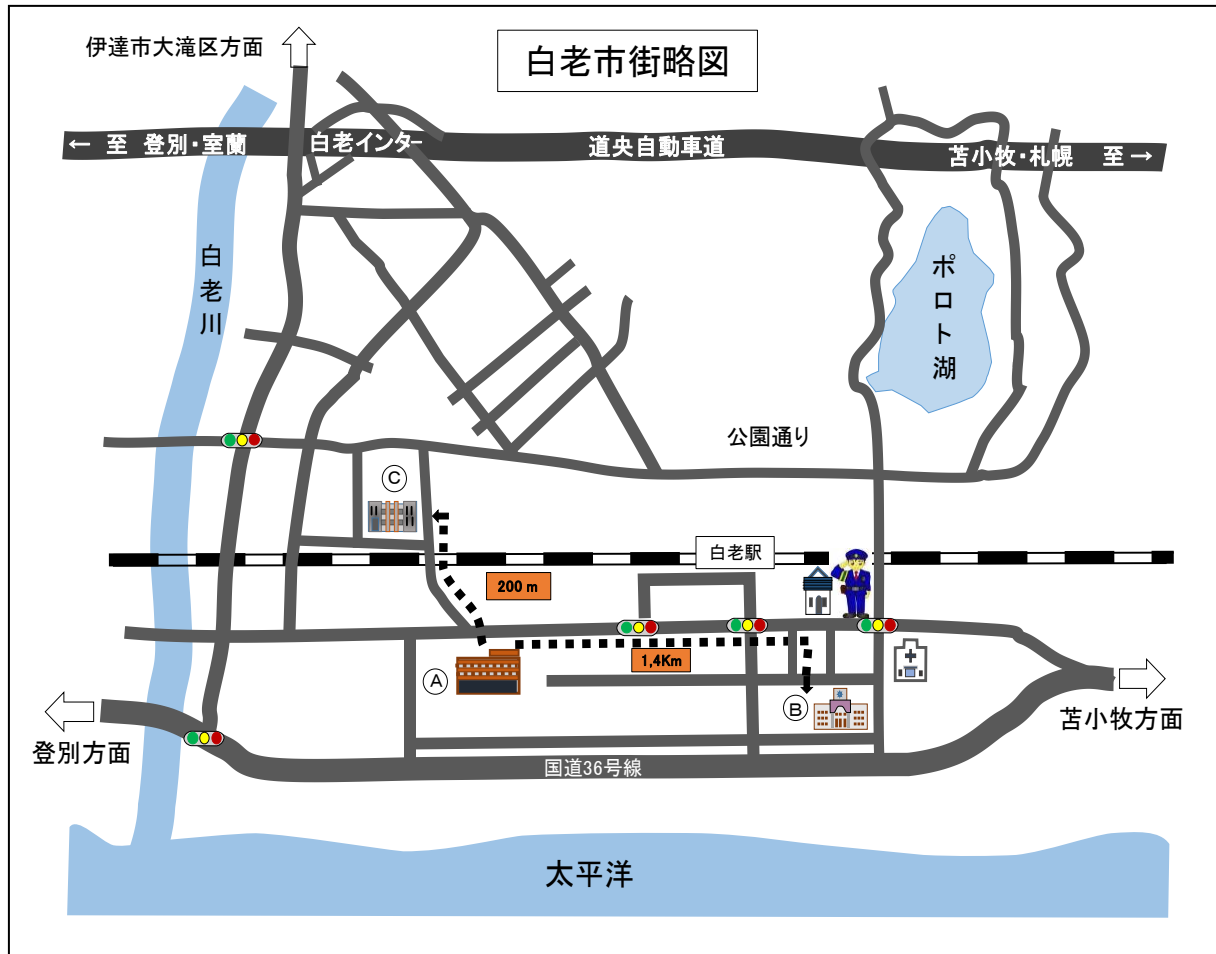 白老市街略図
伊達市大滝区方面
← 至 登別・室蘭
白老インター
道央自動車道
苫小牧・札幌 至 →
白老川
ポロト湖
公園通り
Ⓒ
白老駅
200 m
1,4Km
Ⓐ
Ⓑ
登別方面
苫小牧方面
国道36号線
太平洋